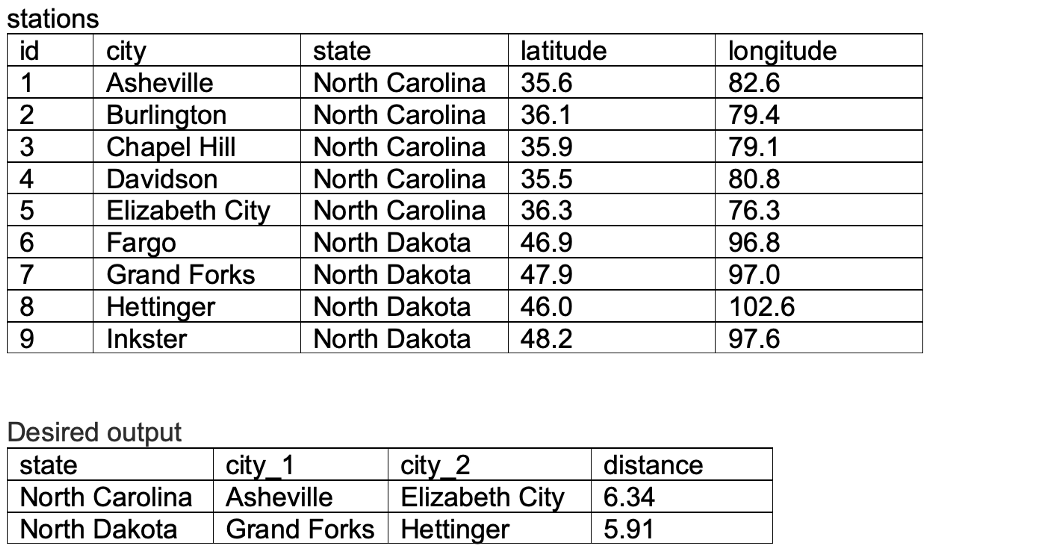 stations
id city state latitude longitude
1 Asheville North Carolina 35.6 82.6
2 Burlington North Carolina 36.1 79.4
3 Chapel Hill North Carolina 35.9 79.1
4 Davidson North Carolina 35.5 80.8
5 Elizabeth City North Carolina 36.3 76.3
6 Fargo North Dakota 46.9 96.8
7 Grand Forks North Dakota 47.9 97.0
8 Hettinger North Dakota 46.0 102.6
9 Inkster North Dakota 48.2 97.6
Desired output
state city_1 city_2 distance
North Carolina Asheville Elizabeth City 6.34
North Dakota Grand Forks Hettinger 5.91